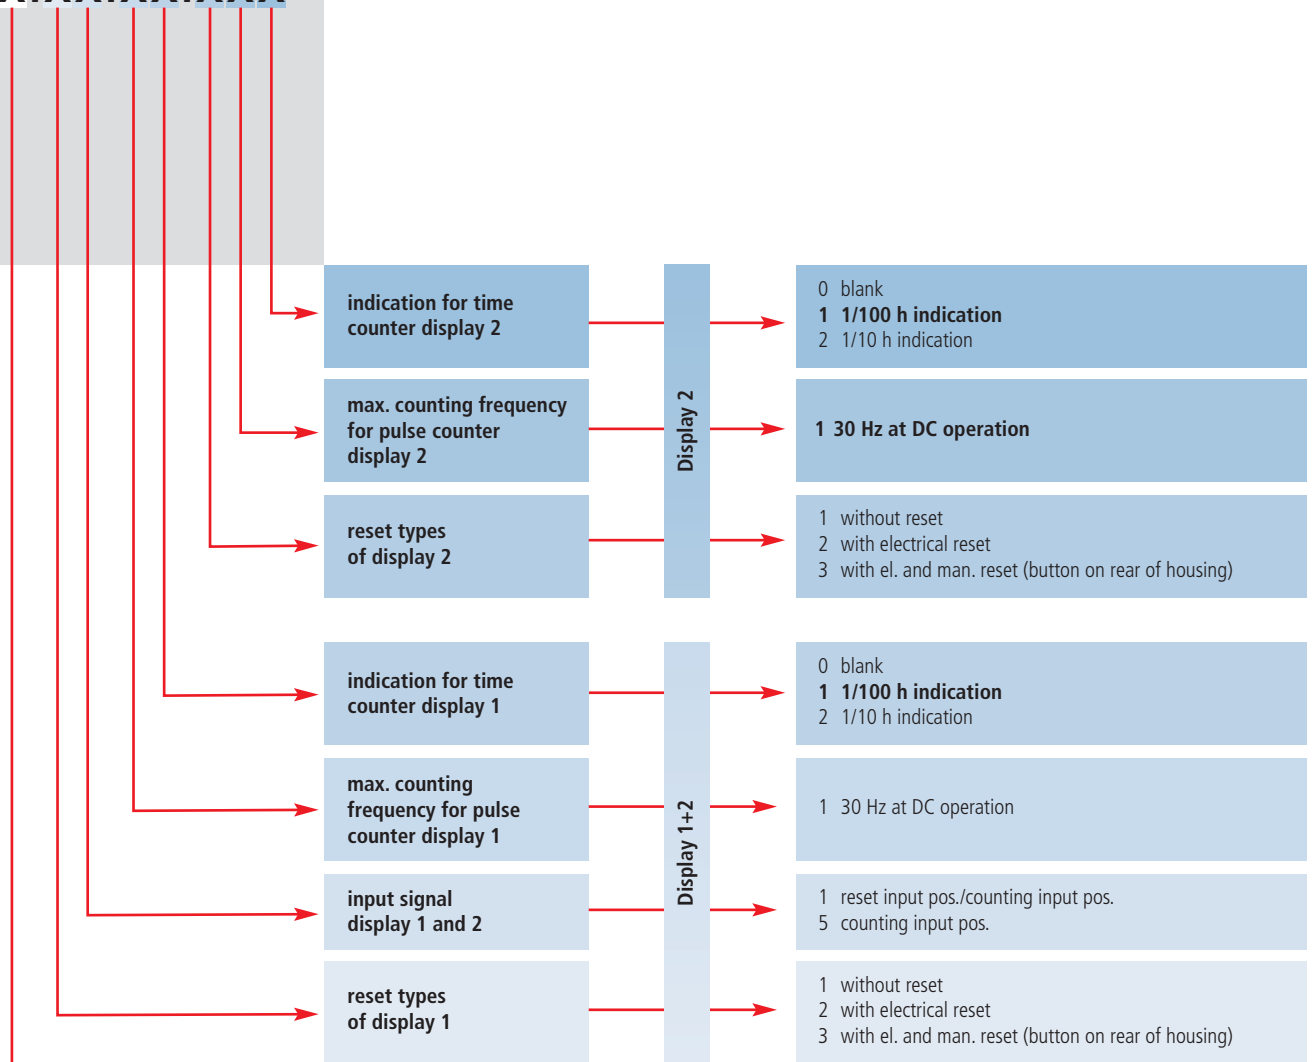 indication for time
counter display 2
0 blank
1 1/100 h indication
2 1/10 h indication
max. counting frequency
for pulse counter
display 2
Display 2
1 30 Hz at DC operation
reset types
of display 2
1 without reset
2 with electrical reset
3 with el. and man. reset (button on rear of housing)
indication for time
counter display 1
0 blank
1 1/100 h indication
2 1/10 h indication
max. counting
frequency for pulse
counter display 1
Display 1+2
1 30 Hz at DC operation
input signal
display 1 and 2
1 reset input pos./counting input pos.
5 counting input pos.
reset types
of display 1
1 without reset
2 with electrical reset
3 with el. and man. reset (button on rear of housing)